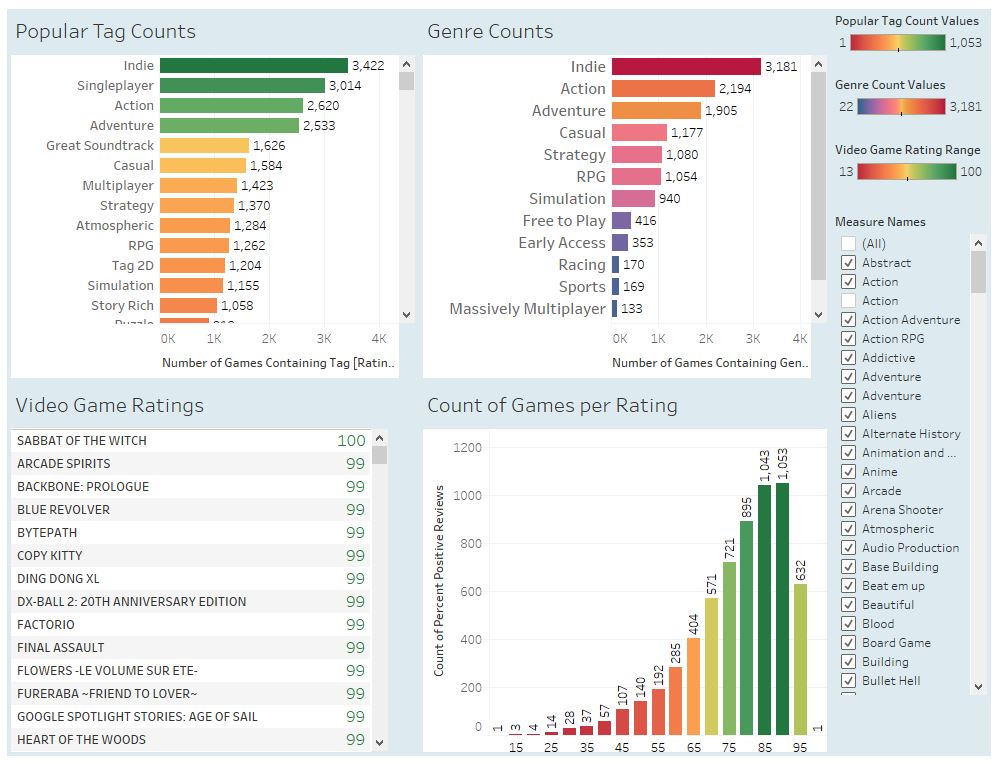 Popular Tag Counts
Indie 3,422
Singleplayer 3,014
Action 2,620
Adventure 2,533
Great Soundtrack 1,626
Casual 1,584
Multiplayer 1,423
Strategy 1,370
Atmospheric 1,284
RPG 1,262
Tag 2D 1,204
Simulation 1,155
Story Rich 1,058
0K 1K 2K 3K 4K
Number of Games Containing Tag [Ratin..
Genre Counts
Indie 3,181
Action 2,194
Adventure 1,905
Casual 1,177
Strategy 1,080
RPG 1,054
Simulation 940
Free to Play 416
Early Access 353
Racing 170
Sports 169
Massively Multiplayer 133
0K 1K 2K 3K 4K
Number of Games Containing Gen..
Popular Tag Count Values
1 1,053
Genre Count Values
22 3,181
Video Game Rating Range
13 100
Measure Names
(All)
Abstract
Action
Action
Action Adventure
Action RPG
Addictive
Adventure
Adventure
Aliens
Alternate History
Animation and ...
Anime
Arcade
Arena Shooter
Atmospheric
Audio Production
Base Building
Beat em up
Beautiful
Blood
Board Game
Building
Bullet Hell
Video Game Ratings
SABBAT OF THE WITCH 100
ARCADE SPIRITS 99
BACKBONE: PROLOGUE 99
BLUE REVOLVER 99
BYTEPATH 99
COPY KITTY 99
DING DONG XL 99
DX-BALL 2: 20TH ANNIVERSARY EDITION 99
FACTORIO 99
FINAL ASSAULT 99
FLOWERS -LE VOLUME SUR ETE- 99
FURERABA ~FRIEND TO LOVER~ 99
GOOGLE SPOTLIGHT STORIES: AGE OF SAIL 99
HEART OF THE WOODS 99
Count of Games per Rating
Count of Percent Positive Reviews
1200
1000
800
600
400
200
0
1 3 4 14 28 37 57 107 140 192 285 404 571 721 895 1,043 1,053 632 1
15 25 35 45 55 65 75 85 95